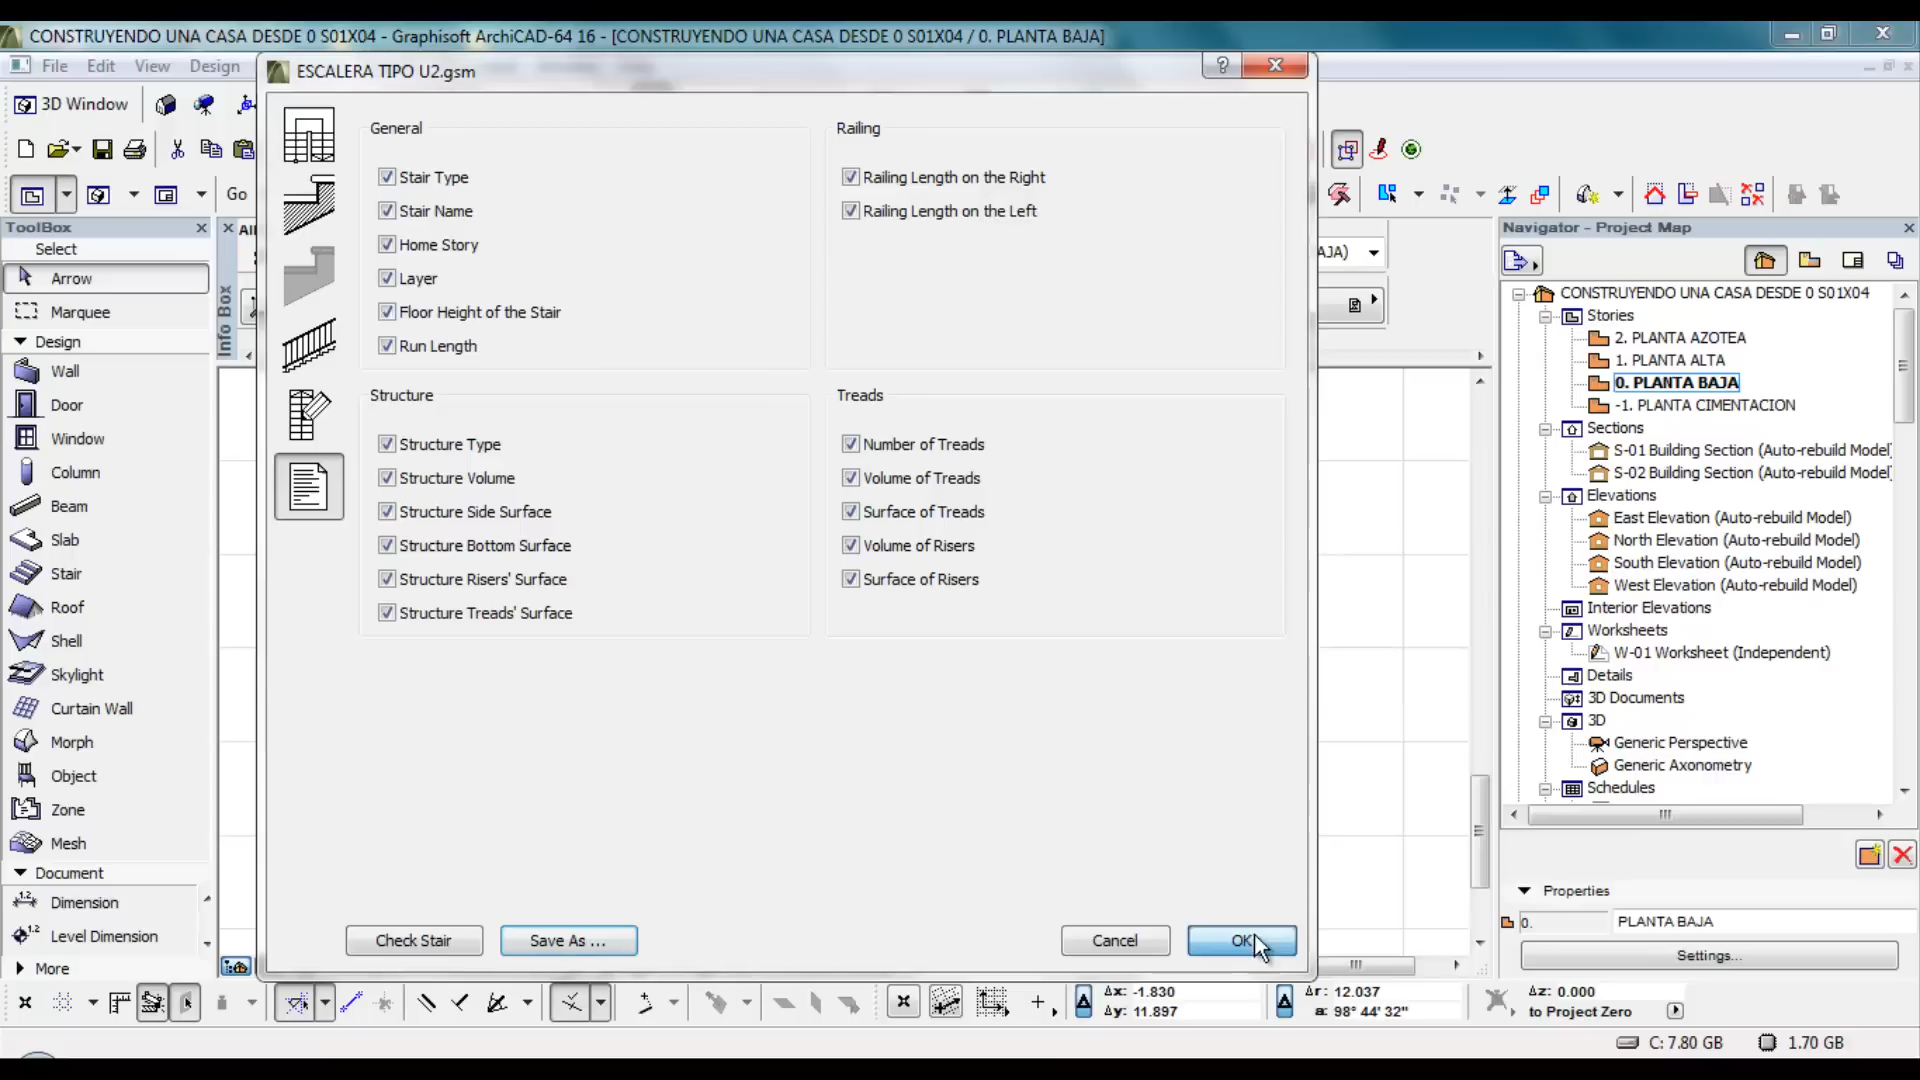 CONSTRUYENDO UNA CASA DESDE 0 S01X04 - Graphisoft ArchiCAD-64 16 - [CONSTRUYENDO UNA CASA DESDE 0 S01X04 / 0. PLANTA BAJA]
File Edit View Design
ESCALERA TIPO U2.gsm
3D Window
Go
ToolBox
Select
Arrow
Marquee
Design
Wall
Door
Window
Column
Beam
Slab
Stair
Roof
Shell
Skylight
Curtain Wall
Morph
Object
Zone
Mesh
Document
Dimension
Level Dimension
More
Info Box
General
Stair Type
Stair Name
Home Story
Layer
Floor Height of the Stair
Run Length
Railing
Railing Length on the Right
Railing Length on the Left
Structure
Structure Type
Structure Volume
Structure Side Surface
Structure Bottom Surface
Structure Risers' Surface
Structure Treads' Surface
Treads
Number of Treads
Volume of Treads
Surface of Treads
Volume of Risers
Surface of Risers
Check Stair
Save As ...
Cancel
OK
AJA)
Navigator - Project Map
CONSTRUYENDO UNA CASA DESDE 0 S01X04
Stories
2. PLANTA AZOTEA
1. PLANTA ALTA
0. PLANTA BAJA
-1. PLANTA CIMENTACION
Sections
S-01 Building Section (Auto-rebuild Model)
S-02 Building Section (Auto-rebuild Model)
Elevations
East Elevation (Auto-rebuild Model)
North Elevation (Auto-rebuild Model)
South Elevation (Auto-rebuild Model)
West Elevation (Auto-rebuild Model)
Interior Elevations
Worksheets
W-01 Worksheet (Independent)
Details
3D Documents
3D
Generic Perspective
Generic Axonometry
Schedules
Properties
0. PLANTA BAJA
Settings...
Δx: -1.830
Δy: 11.897
Δr: 12.037
a: 98° 44' 32"
Δz: 0.000
to Project Zero
C: 7.80 GB
1.70 GB